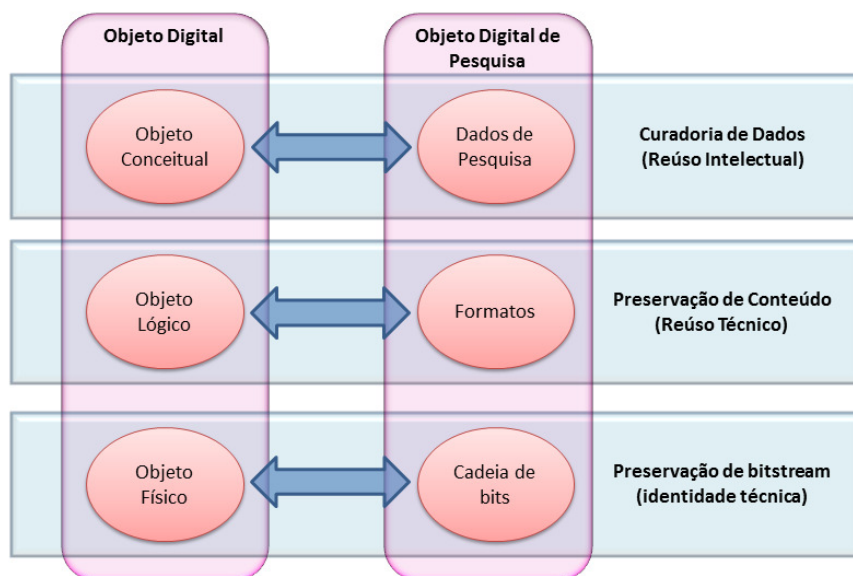 Objeto Digital
Objeto Digital de
Pesquisa
Objeto
Conceitual
Dados de
Pesquisa
Curadoria de Dados
(Reúso Intelectual)
Objeto
Lógico
Formatos
Preservação de Conteúdo
(Reúso Técnico)
Objeto
Físico
Cadeia de
bits
Preservação de bitstream
(identidade técnica)